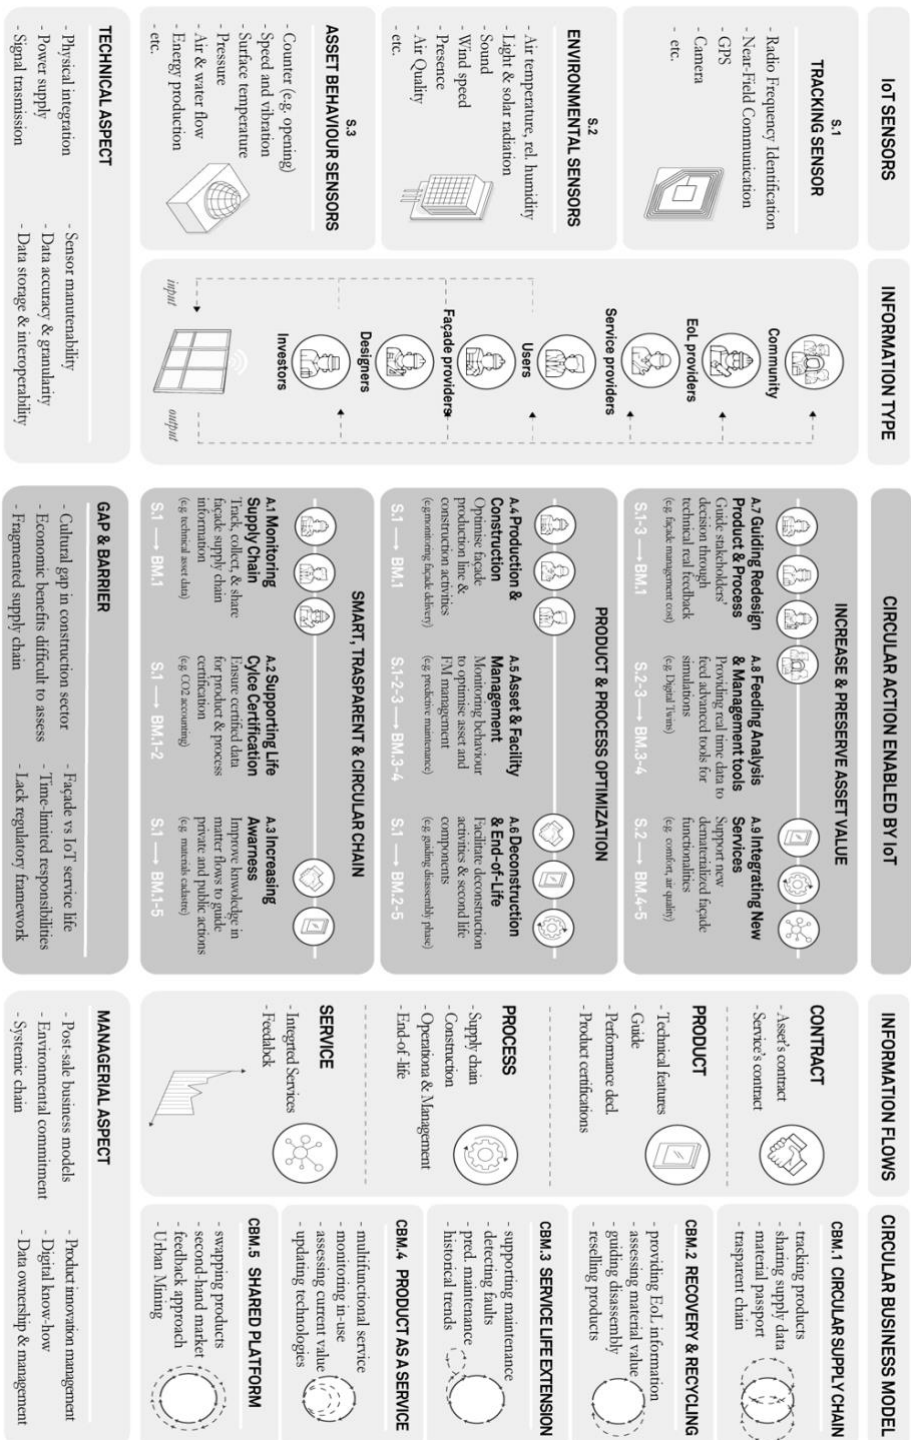 IoT SENSORS
S.1
TRACKING SENSOR
- Radio Frequency Identification
- Near-Field Communication
- GPS
- Camera
- etc.
S.2
ENVIRONMENTAL SENSORS
- Air temperature, rel. humidity
- Light & solar radiation
- Sound
- Wind speed
- Presence
- Air Quality
- etc.
S.3
ASSET BEHAVIOUR SENSORS
- Counter (e.g. opening)
- Speed and vibration
- Surface temperature
- Pressure
- Air & water flow
- Energy production
- etc.
TECHNICAL ASPECT
- Physical integration
- Power supply
- Signal trasmission
- Sensor manutenability
- Data accuracy & granularity
- Data storage & interoperability
INFORMATION TYPE
Community
EoL providers
Service providers
Users
Façade providers
Designers
Investors
input
output
CIRCULAR ACTION ENABLED BY IoT
INCREASE & PRESERVE ASSET VALUE
A.7 Guiding Redesign
Product & Process
Guide stakeholders'
decision through
technical real feedback
(e.g. façade management cost)
S.1-3 → BM.1
A.8 Feeding Analysis
& Management tools
Providing real time data to
feed advanced tools for
simulations
(e.g. Digital Twins)
S.2-3 → BM.3-4
A.9 Integrating New
Services
Support new
dematerialized façade
functionalities
(e.g. comfort, air quality)
S.2 → BM.4-5
PRODUCT & PROCESS OPTIMIZATION
A.4 Production &
Construction
Optimise façade
production line &
construction activities
(e.g.monitoring façade delivery)
S.1 → BM.1
A.5 Asset & Facility
Management
Monitoring behaviour
to optimise asset and
FM management
(e.g. predictive maintenance)
S.1-2-3 → BM.3-4
A.6 Deconstruction
& End-of-Life
Facilitate deconstruction
activities & second life
components
(e.g. guiding disassembly phase)
S.1 → BM.2-5
SMART, TRASPARENT & CIRCULAR CHAIN
A.1 Monitoring
Supply Chain
Track, collect, & share
façade supply chain
information
(e.g. technical asset data)
S.1 → BM.1
A.2 Supporting Life
Cylce Certification
Ensure certified data
for product & process
certification
(e.g. CO2 accounting)
S.1 → BM.1-2
A.3 Increasing
Awarness
Improve knwoledge in
matter flows to guide
private and public actions
(e.g. materials cadastre)
S.1 → BM.1-5
GAP & BARRIER
- Cultural gap in construction sector
- Economic benefits difficult to assess
- Fragmented supply chain
- Façade vs IoT service life
- Time-limited responsibilities
- Lack regulatory framework
INFORMATION FLOWS
CONTRACT
- Asset's contract
- Service's contract
PRODUCT
- Technical features
- Guide
- Performance decl.
- Product certifications
PROCESS
- Supply chain
- Construction
- Operationa & Management
- End-of -life
SERVICE
- Integrted Services
- Feedabck
MANAGERIAL ASPECT
- Post-sale business models
- Environmental commitment
- Systemic chain
- Product innovation management
- Digital know-how
- Data ownership & management
CIRCULAR BUSINESS MODEL
CBM.1 CIRCULAR SUPPLY CHAIN
- tracking products
- sharing supply data
- material passport
- trasparent chain
CBM.2 RECOVERY & RECYCLING
- providing EoL information
- assessing material value
- guiding disassembly
- reselling products
CBM.3 SERVICE LIFE EXTENSION
- supporting maintenance
- detecting faults
- pred. maintenance
- historical trends
CBM.4 PRODUCT AS A SERVICE
- multifunctional service
- monitoring in-use
- assessing current value
- updating technologies
CBM.5 SHARED PLATFORM
- swapping products
- second-hand market
- feedback approach
- Urban Mining